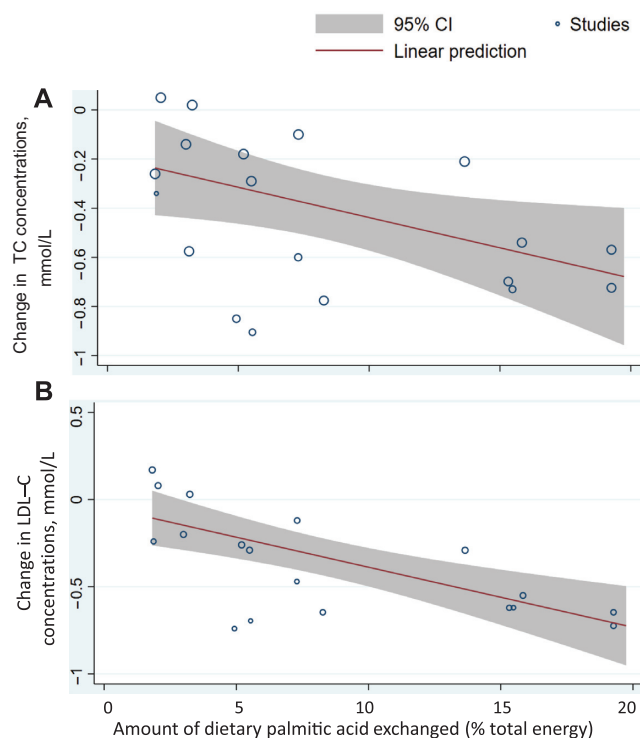 95% CI
Studies
Linear prediction
A
Change in TC concentrations,
mmol/L
0
−0.2
−0.4
−0.6
−0.8
−1
B
Change in LDL−C
concentrations, mmol/L
0.5
0
−0.5
−1
0 5 10 15 20
Amount of dietary palmitic acid exchanged (% total energy)